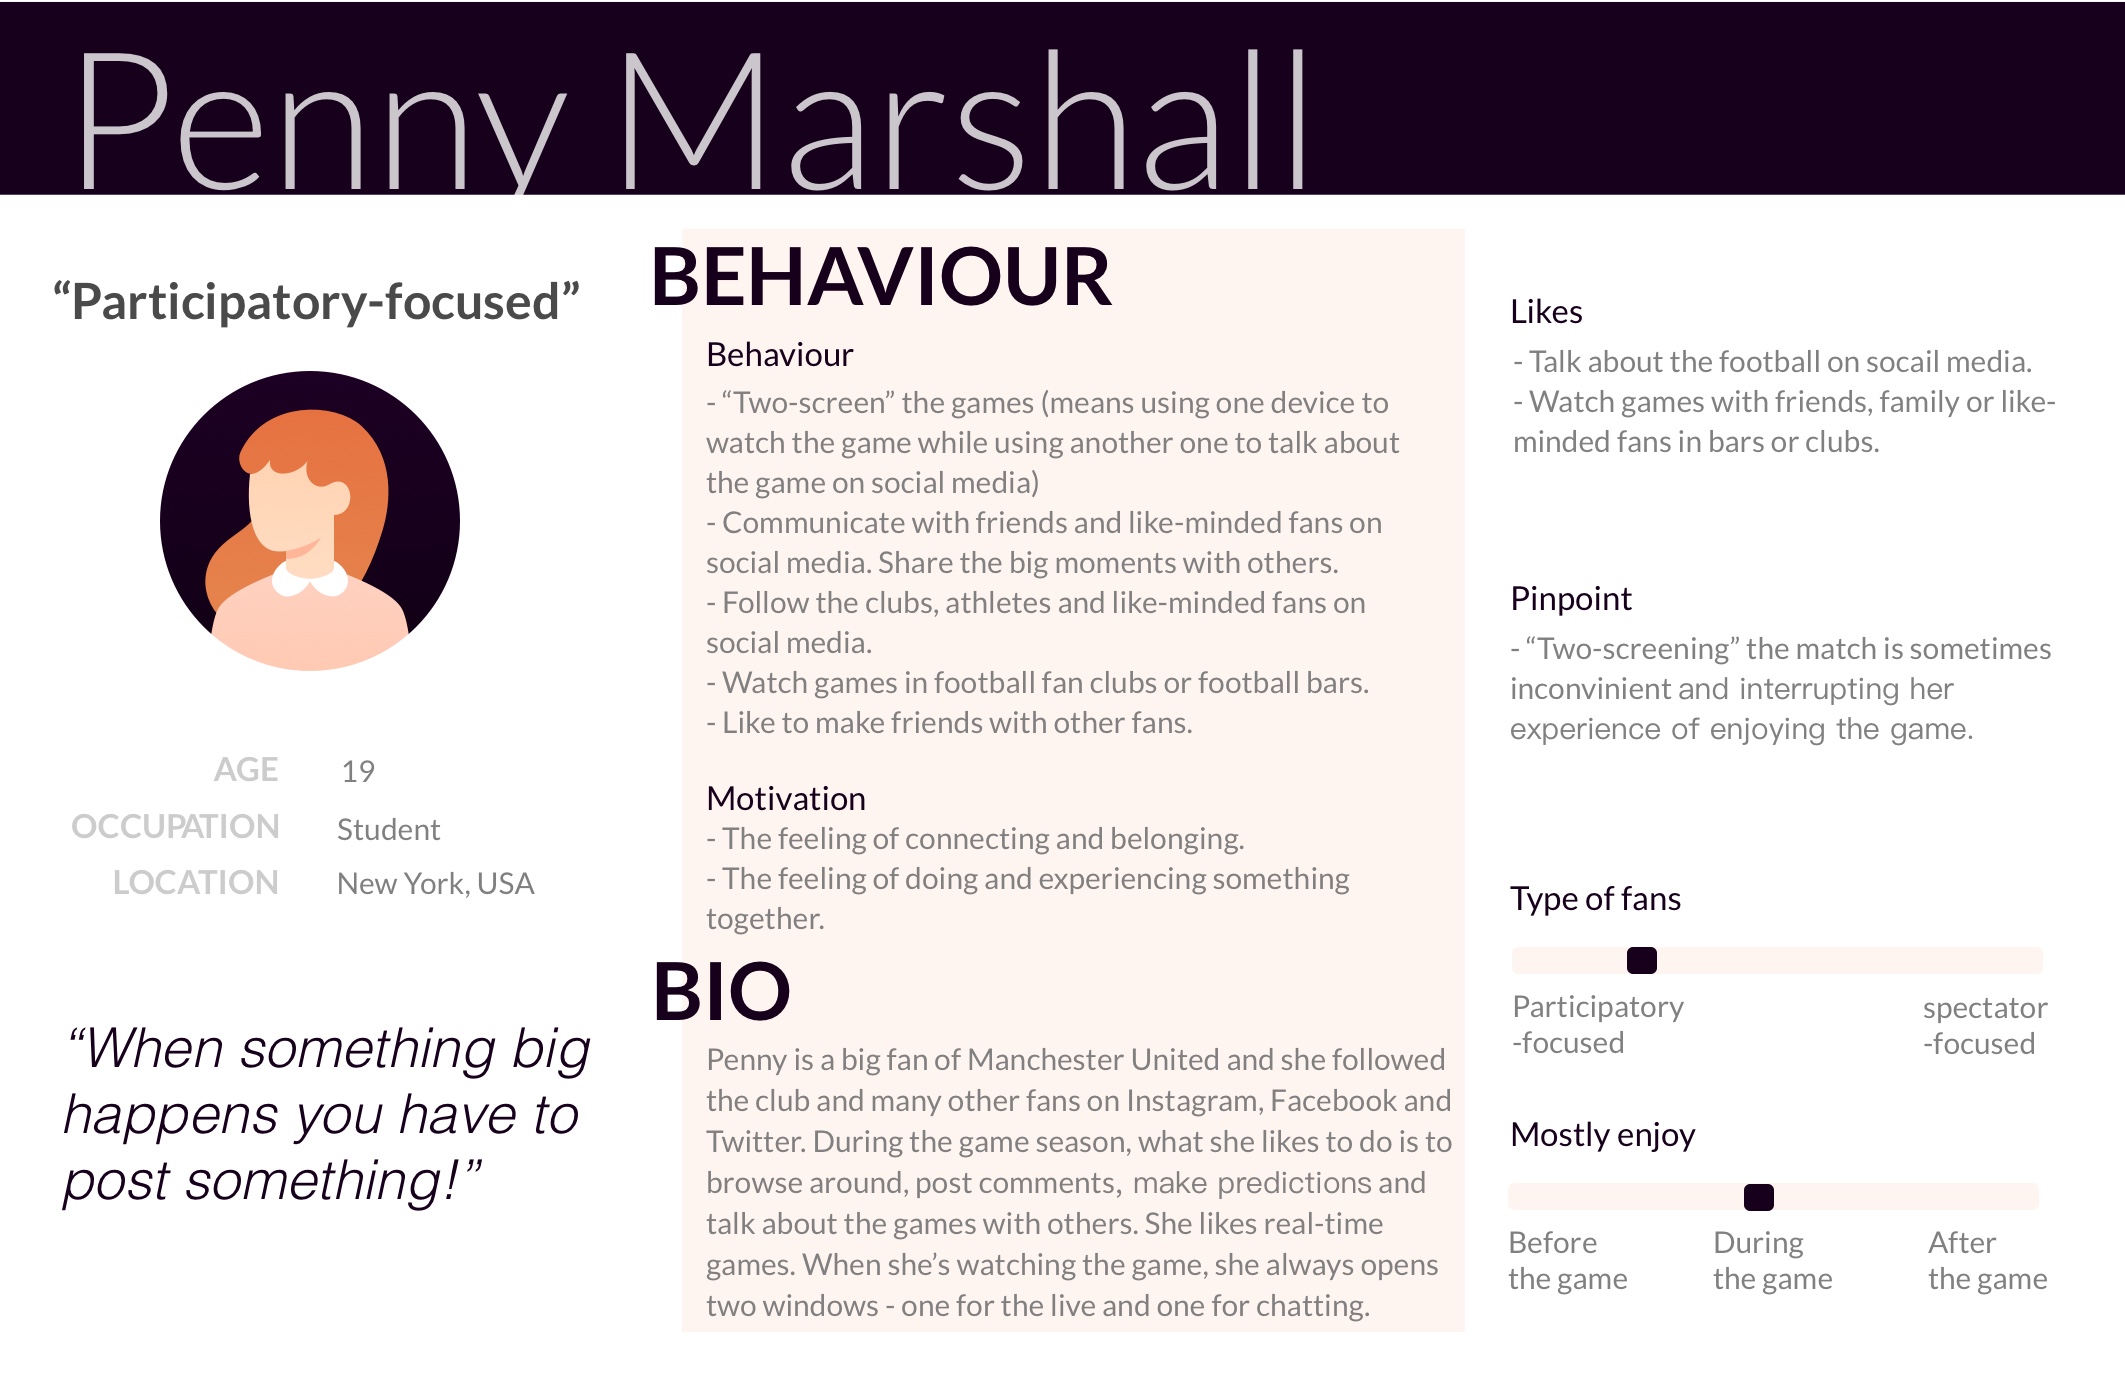 Penny Marshall
“Participatory-focused”
AGE 19
OCCUPATION Student
LOCATION New York, USA
“When something big
happens you have to
post something!”
BEHAVIOUR
Behaviour
- “Two-screen” the games (means using one device to
watch the game while using another one to talk about
the game on social media)
- Communicate with friends and like-minded fans on
social media. Share the big moments with others.
- Follow the clubs, athletes and like-minded fans on
social media.
- Watch games in football fan clubs or football bars.
- Like to make friends with other fans.
Motivation
- The feeling of connecting and belonging.
- The feeling of doing and experiencing something
together.
BIO
Penny is a big fan of Manchester United and she followed
the club and many other fans on Instagram, Facebook and
Twitter. During the game season, what she likes to do is to
browse around, post comments, make predictions and
talk about the games with others. She likes real-time
games. When she’s watching the game, she always opens
two windows - one for the live and one for chatting.
Likes
- Talk about the football on socail media.
- Watch games with friends, family or like-
minded fans in bars or clubs.
Pinpoint
- “Two-screening” the match is sometimes
inconvinient and interrupting her
experience of enjoying the game.
Type of fans
Participatory
-focused
spectator
-focused
Mostly enjoy
Before
the game
During
the game
After
the game